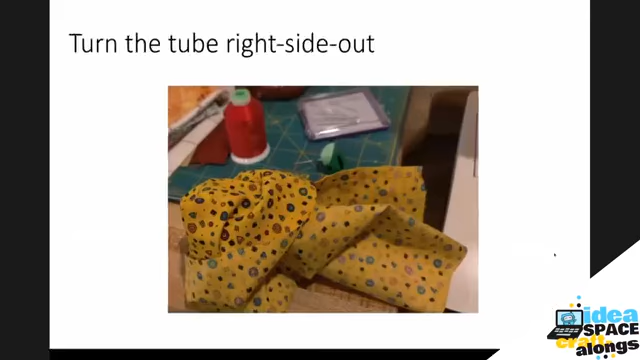 Turn the tube right-side-out
idea
SPACE
craft-
alongs